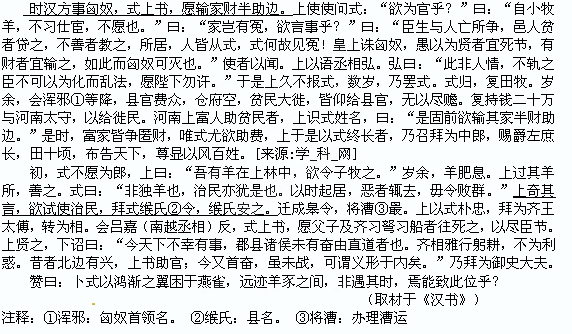 时汉方事匈奴，式上书，愿输家财半助边。上使使问式：“欲为官乎？”曰：“自小牧
羊，不习仕宦，不愿也。”曰：“家岂有冤，欲言事乎？”曰：“臣生与人亡所争，邑人贫
者贷之，不善者教之，所居，人皆从式，式何故见冤！皇上诛匈奴，愚以为贤者宜死节，有
财者宜输之，如此而匈奴可灭也。”使者以闻。上以语丞相弘。弘曰：“此非人情，不轨之
臣不可以为化而乱法，愿陛下勿许。”于是上久不报式，数岁，乃罢式。式归，复田牧。岁
余，会浑邪①等降，县官费众，仓府空，贫民大徙，皆仰给县官，无以尽赡。复持钱二十万
与河南太守，以给徙民。河南上富人助贫民者，上识式姓名，曰：“是固前欲输其家半财助
边。”是时，富家皆争匿财，唯式尤欲助费，上于是以式终长者，乃召拜为中郎，赐爵左庶
长，田十顷，布告天下，尊显以风百姓。[来源:学_科_网]
初，式不愿为郎，上曰：“吾有羊在上林中，欲令子牧之。”岁余，羊肥息。上过其羊
所，善之。式曰：“非独羊也，治民亦犹是也。以时起居，恶者辄去，毋令败群。”上奇其
言，欲试使治民，拜式缑氏②令，缑氏安之。迁成皋令，将漕③最。上以式朴忠，拜为齐王
太傅，转为相。会吕嘉（南越丞相）反，式上书，愿父子及齐习弩习船者往死之，以尽臣节。
上贤之，下诏曰：“今天下不幸有事，郡县诸侯未有奋由直道者也。齐相雅行躬耕，不为利
惑。昔者北边有兴，上书助官；今又首奋，虽未战，可谓义形于内矣。”乃拜为御史大夫。
赞曰：卜式以鸿渐之翼困于燕雀，远迹羊豕之间，非遇其时，焉能致此位乎？
（取材于《汉书》）
注释：①浑邪：匈奴首领名。 ②缑氏：县名。 ③将漕：办理漕运